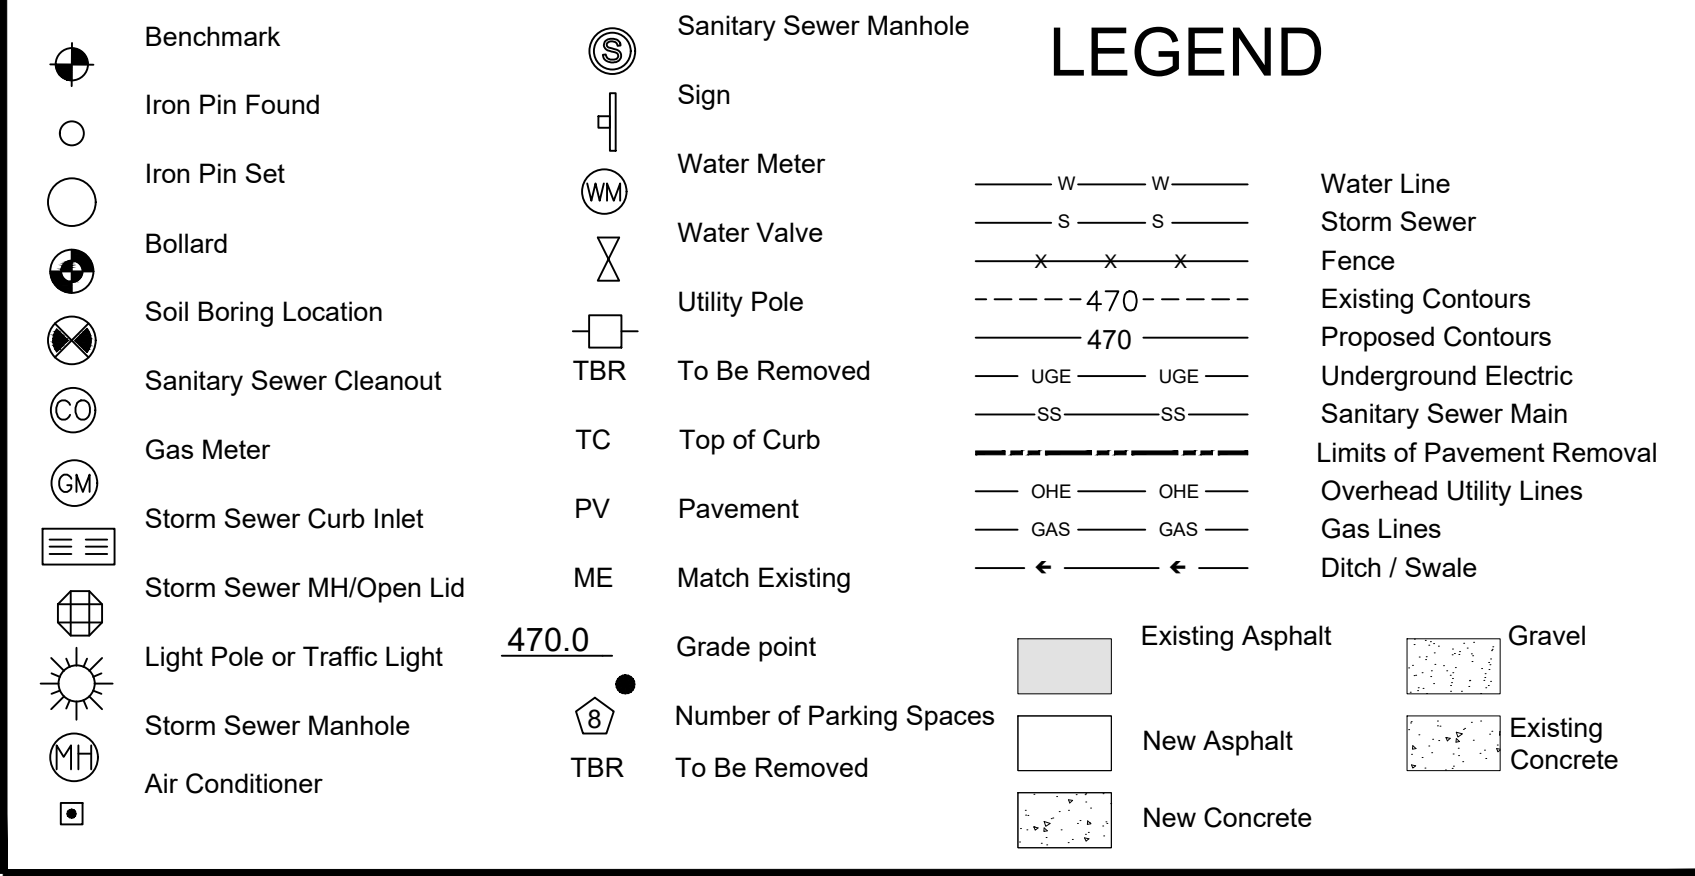 LEGEND
Benchmark
Iron Pin Found
Iron Pin Set
Bollard
Soil Boring Location
CO Sanitary Sewer Cleanout
GM Gas Meter
Storm Sewer Curb Inlet
Storm Sewer MH/Open Lid
Light Pole or Traffic Light
MH Storm Sewer Manhole
Air Conditioner
S Sanitary Sewer Manhole
Sign
WM Water Meter
Water Valve
Utility Pole
TBR To Be Removed
TC Top of Curb
PV Pavement
ME Match Existing
470.0 Grade point
8 Number of Parking Spaces
TBR To Be Removed
W W Water Line
S S Storm Sewer
X X X Fence
470 Existing Contours
470 Proposed Contours
UGE UGE Underground Electric
SS SS Sanitary Sewer Main
Limits of Pavement Removal
OHE OHE Overhead Utility Lines
GAS GAS Gas Lines
Ditch / Swale
Existing Asphalt
New Asphalt
New Concrete
Gravel
Existing
Concrete